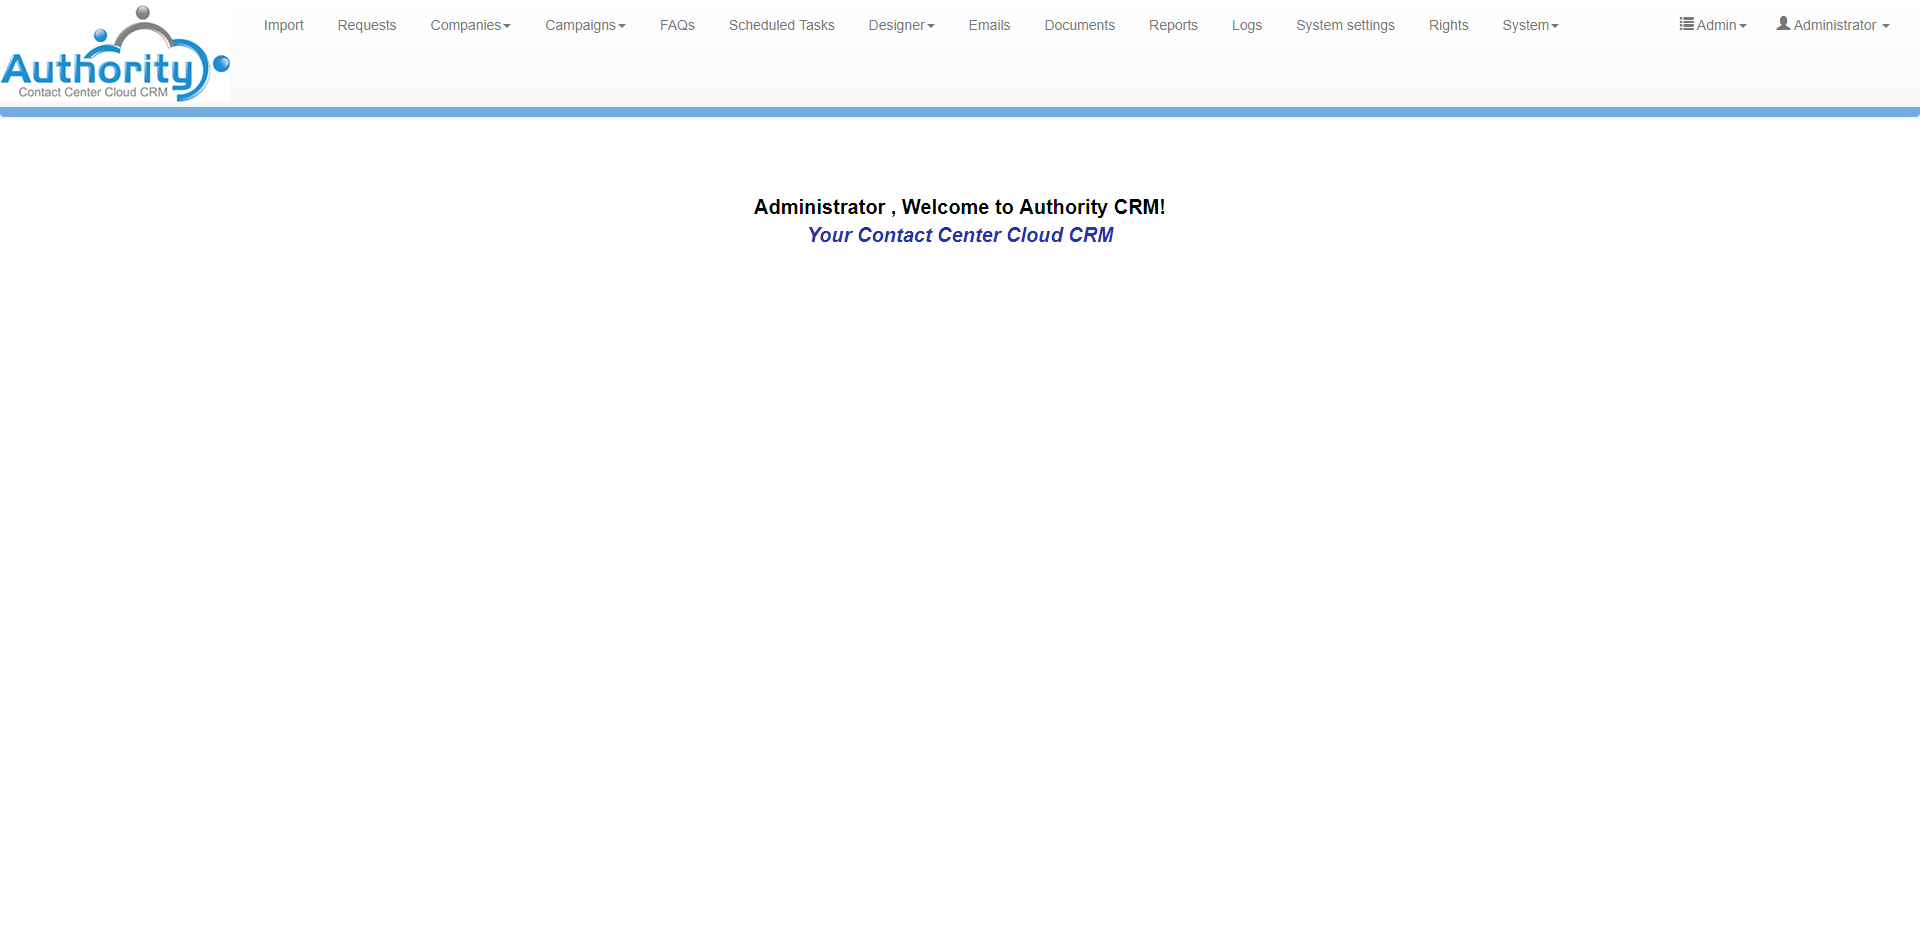 Import Requests Companies Campaigns FAQs Scheduled Tasks Designer Emails Documents Reports Logs System settings Rights System Admin Administrator
Authority
Contact Center Cloud CRM
Administrator , Welcome to Authority CRM!
Your Contact Center Cloud CRM